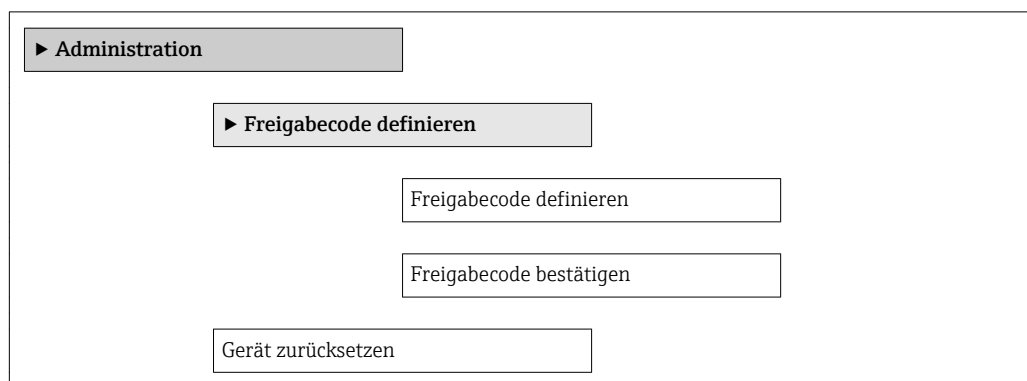 ▶ Administration
▶ Freigabecode definieren
Freigabecode definieren
Freigabecode bestätigen
Gerät zurücksetzen